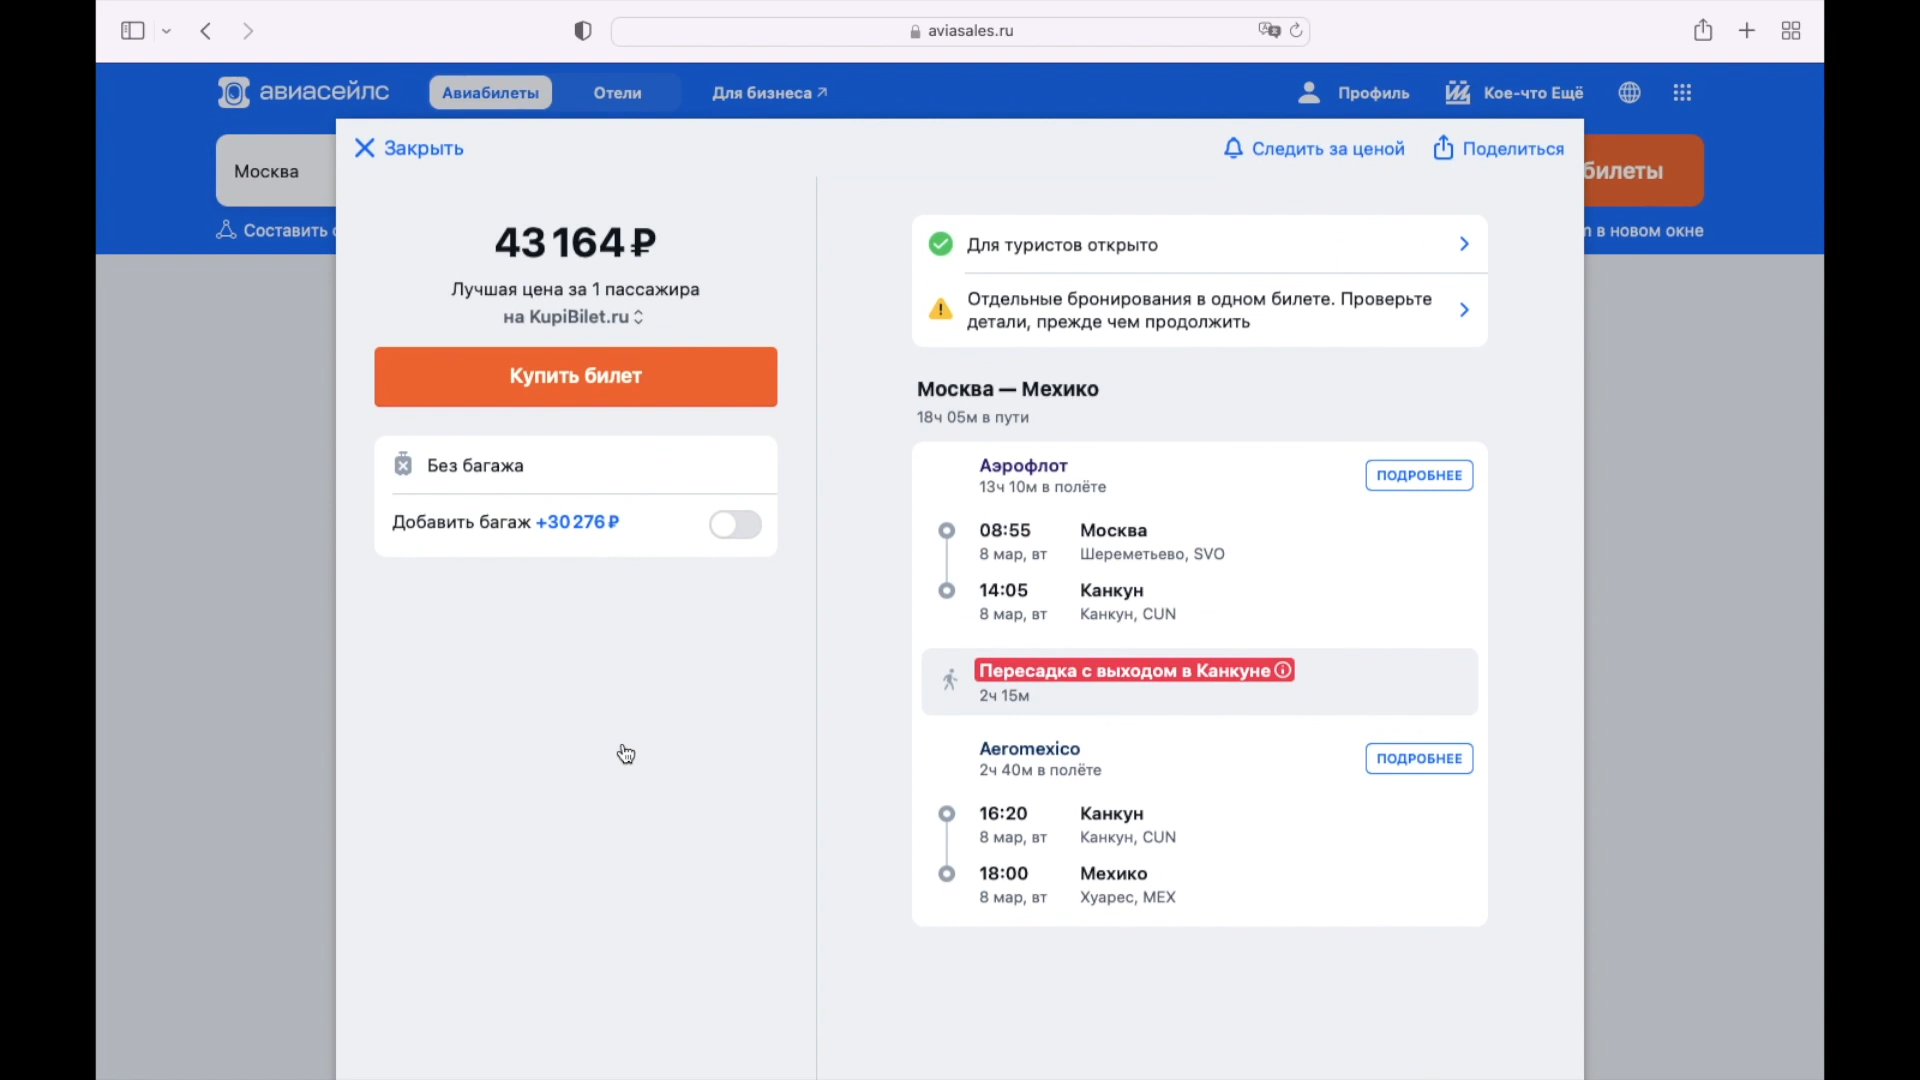 aviasales.ru
авиасейлс
Авиабилеты
Отели
Для бизнеса
Профиль
Кое-что Ещё
Москва
билеты
Составить
в новом окне
Закрыть
Следить за ценой
Поделиться
43 164 ₽
Лучшая цена за 1 пассажира
на KupiBilet.ru
Купить билет
Без багажа
Добавить багаж +30 276 ₽
Для туристов открыто
Отдельные бронирования в одном билете. Проверьте
детали, прежде чем продолжить
Москва — Мехико
18ч 05м в пути
Аэрофлот
13ч 10м в полёте
ПОДРОБНЕЕ
08:55 Москва
8 мар, вт Шереметьево, SVO
14:05 Канкун
8 мар, вт Канкун, CUN
Пересадка с выходом в Канкуне
2ч 15м
Aeromexico
2ч 40м в полёте
ПОДРОБНЕЕ
16:20 Канкун
8 мар, вт Канкун, CUN
18:00 Мехико
8 мар, вт Хуарес, MEX